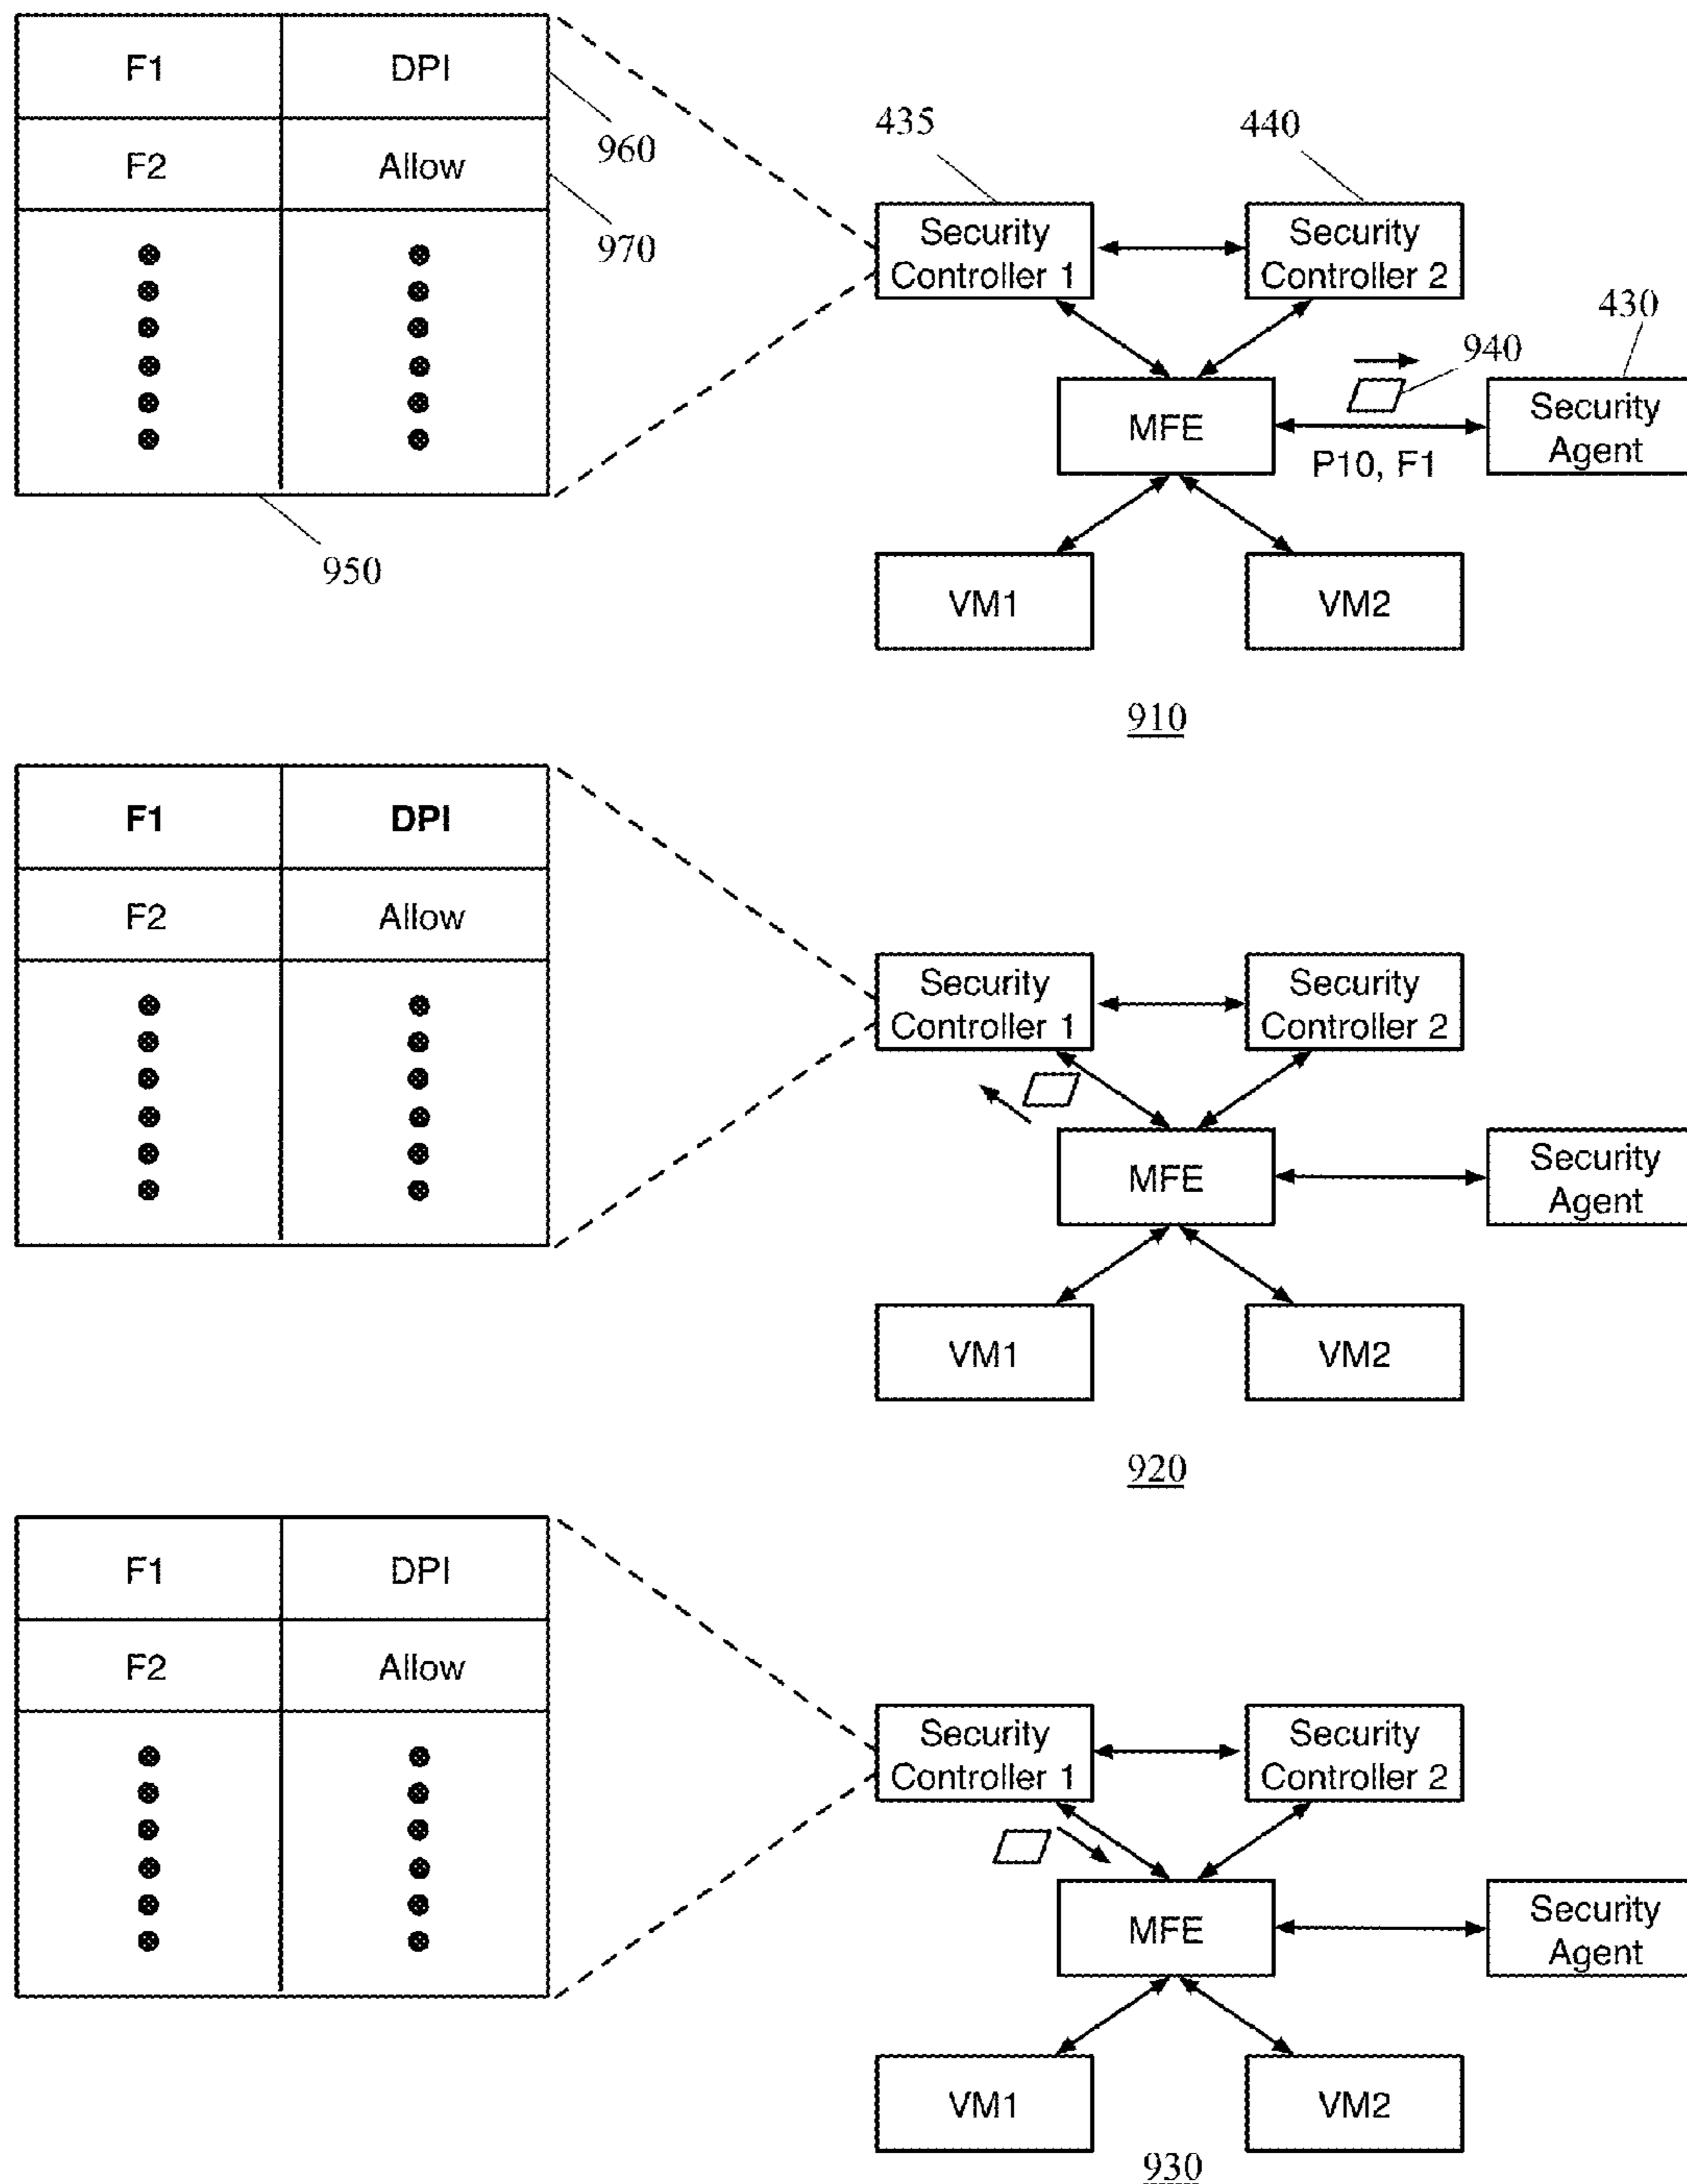 F1 DPI
960
F2 Allow
970
950
435 440
Security
Controller 1
Security
Controller 2
430
940
MFE
Security
Agent
P10, F1
VM1 VM2
910
F1 DPI
F2 Allow
Security
Controller 1
Security
Controller 2
MFE
Security
Agent
VM1 VM2
920
F1 DPI
F2 Allow
Security
Controller 1
Security
Controller 2
MFE
Security
Agent
VM1 VM2
930